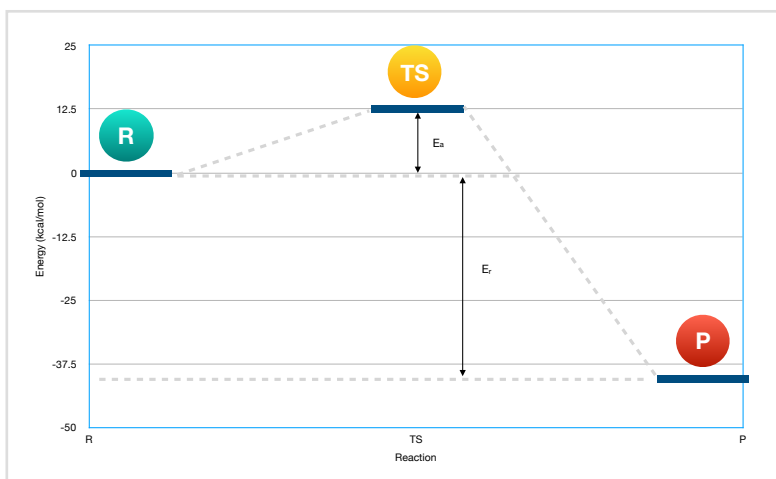 25
TS
12.5
R
Ea
0
Energy (kcal/mol)
-12.5
Er
-25
P
-37.5
-50
R TS P
Reaction